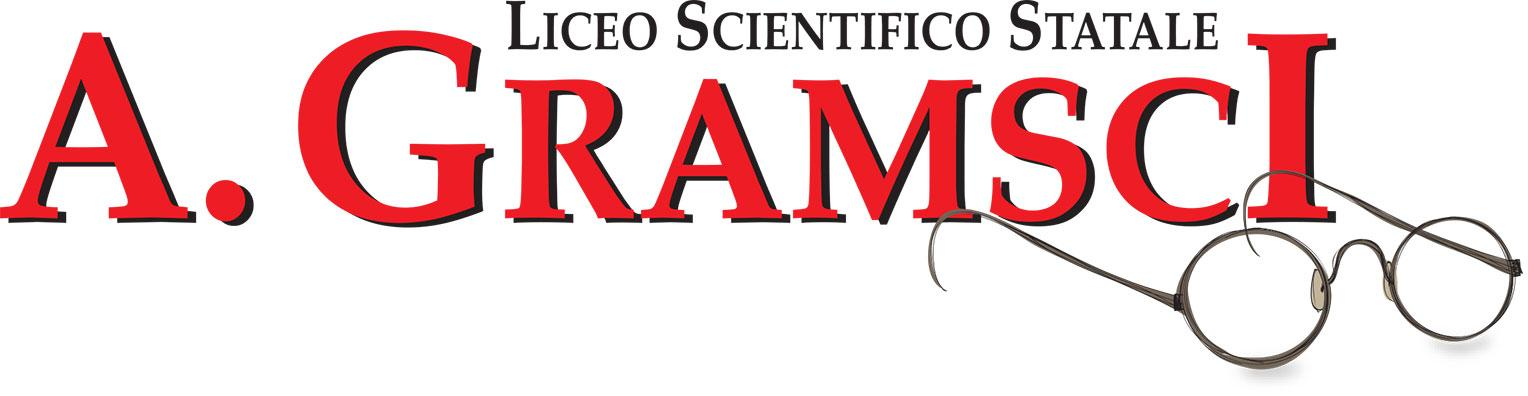 LICEO SCIENTIFICO STATALE
A. GRAMSCI